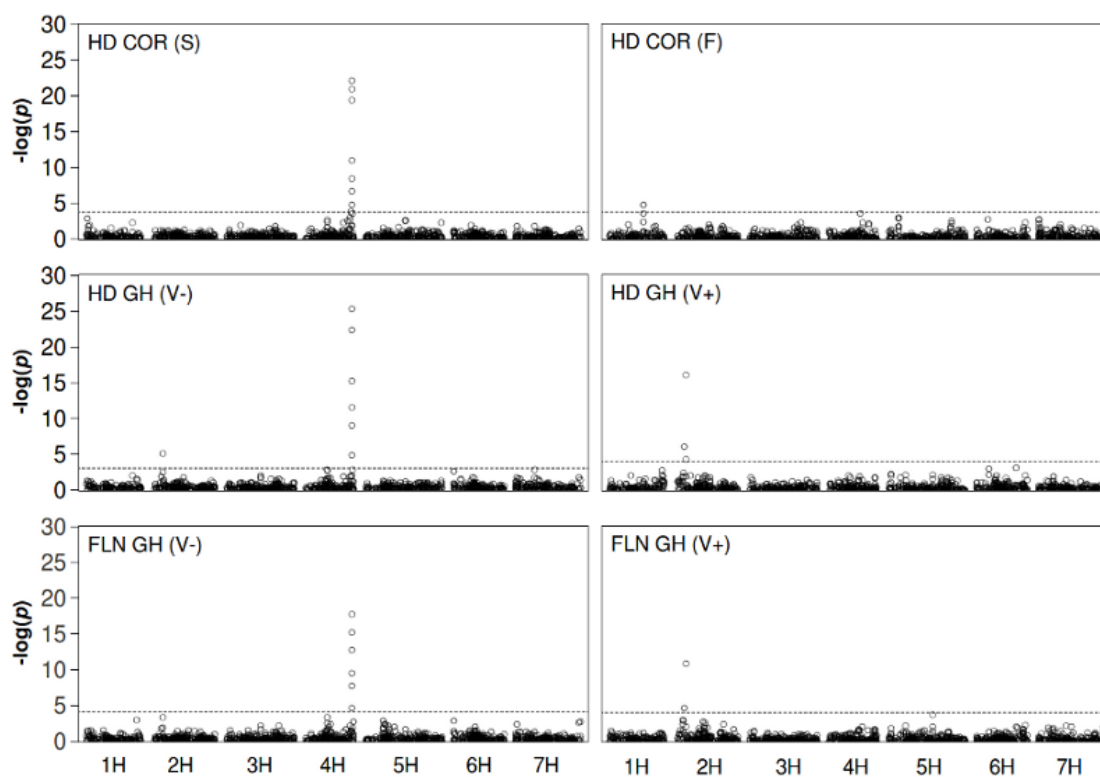 30
25
20
15
10
5
0
-log(p)
HD COR (S)
HD COR (F)
30
25
20
15
10
5
0
-log(p)
HD GH (V-)
HD GH (V+)
30
25
20
15
10
5
0
-log(p)
FLN GH (V-)
FLN GH (V+)
1H 2H 3H 4H 5H 6H 7H
1H 2H 3H 4H 5H 6H 7H